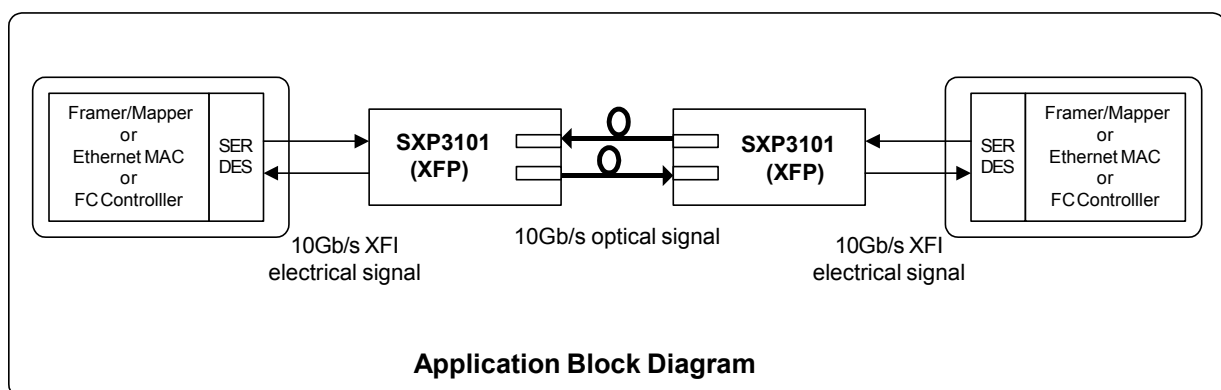 Framer/Mapper
or
Ethernet MAC
or
FC Controlller
SER
DES
SXP3101
(XFP)
SXP3101
(XFP)
SER
DES
Framer/Mapper
or
Ethernet MAC
or
FC Controlller
10Gb/s XFI
electrical signal
10Gb/s optical signal
10Gb/s XFI
electrical signal
Application Block Diagram